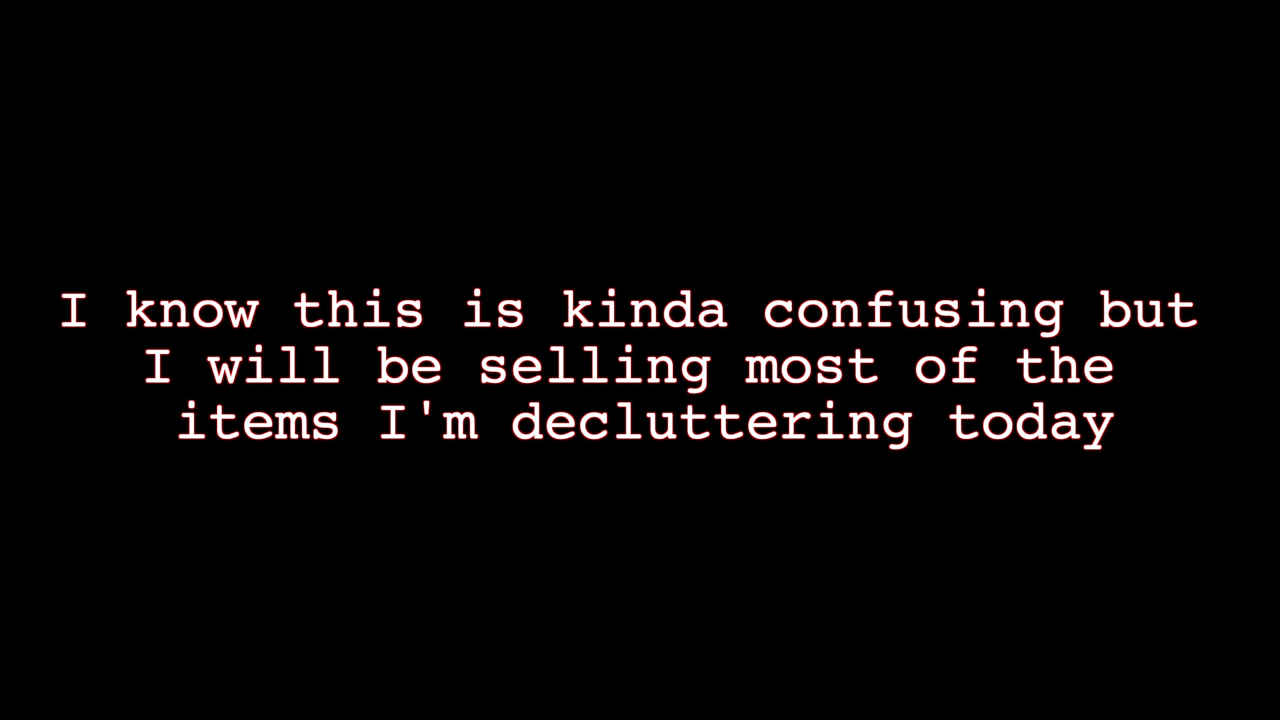 I know this is kinda confusing but
I will be selling most of the
items I'm decluttering today